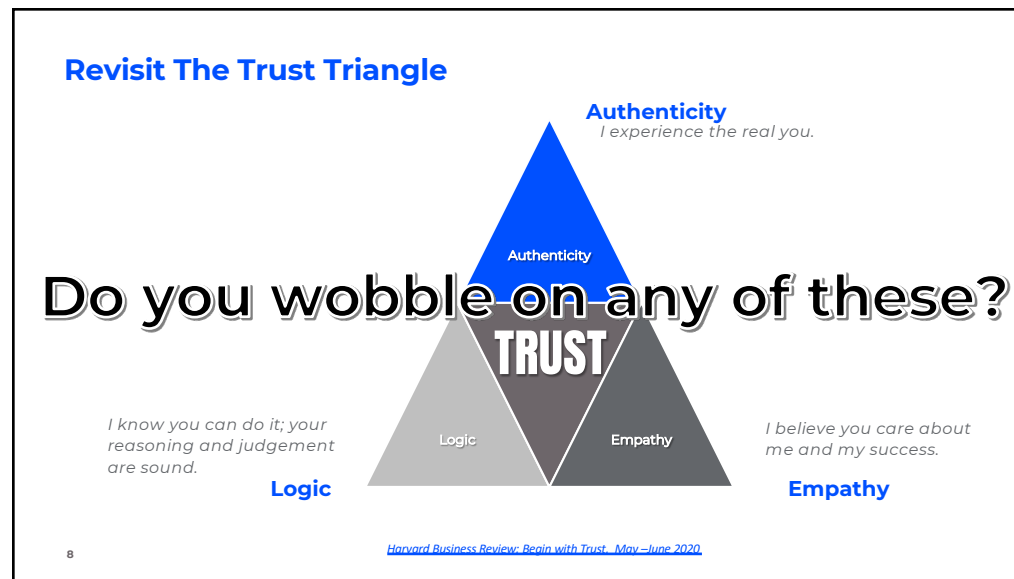 Revisit The Trust Triangle
Authenticity
I experience the real you.
Authenticity
Do you wobble on any of these?
TRUST
I know you can do it; your
reasoning and judgement
are sound.
Logic
Logic
Empathy
I believe you care about
me and my success.
Empathy
8
Harvard Business Review: Begin with Trust. May –June 2020